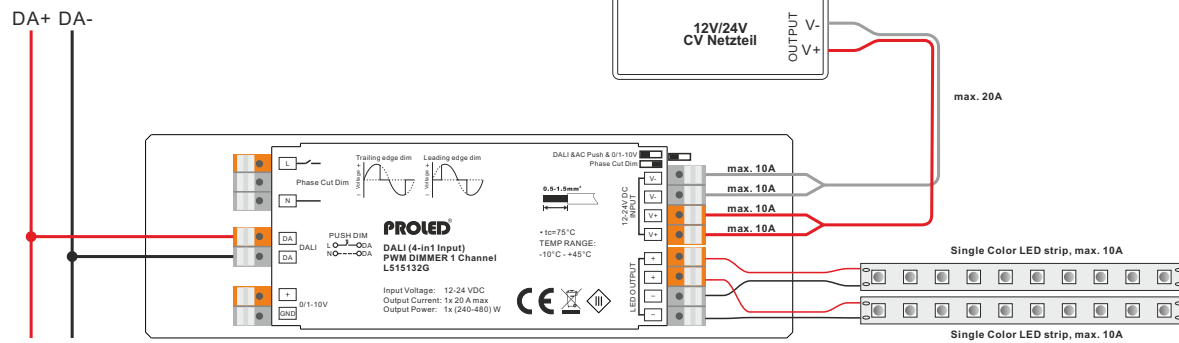 DA+ DA-
12V/24V
CV Netzteil
OUTPUT
V-
V+
max. 20A
L
Phase Cut Dim
N
Trailing edge dim
Voltage +
Leading edge dim
Voltage +
DALI &AC Push & 0/1-10V
Phase Cut Dim
0.5-1.5mm²
V-
V-
V+
V+
12-24V DC
INPUT
max. 10A
max. 10A
max. 10A
max. 10A
DA
DA
DALI
PUSH DIM
L DA
N DA
PROLED®
DALI (4-in1 Input)
PWM DIMMER 1 Channel
L515132G
• tc=75°C
TEMP RANGE:
-10°C - +45°C
+
GND
0/1-10V
Input Voltage: 12-24 VDC
Output Current: 1x 20 A max
Output Power: 1x (240-480) W
CE
III
LED OUTPUT
+
+
−
−
Single Color LED strip, max. 10A
Single Color LED strip, max. 10A